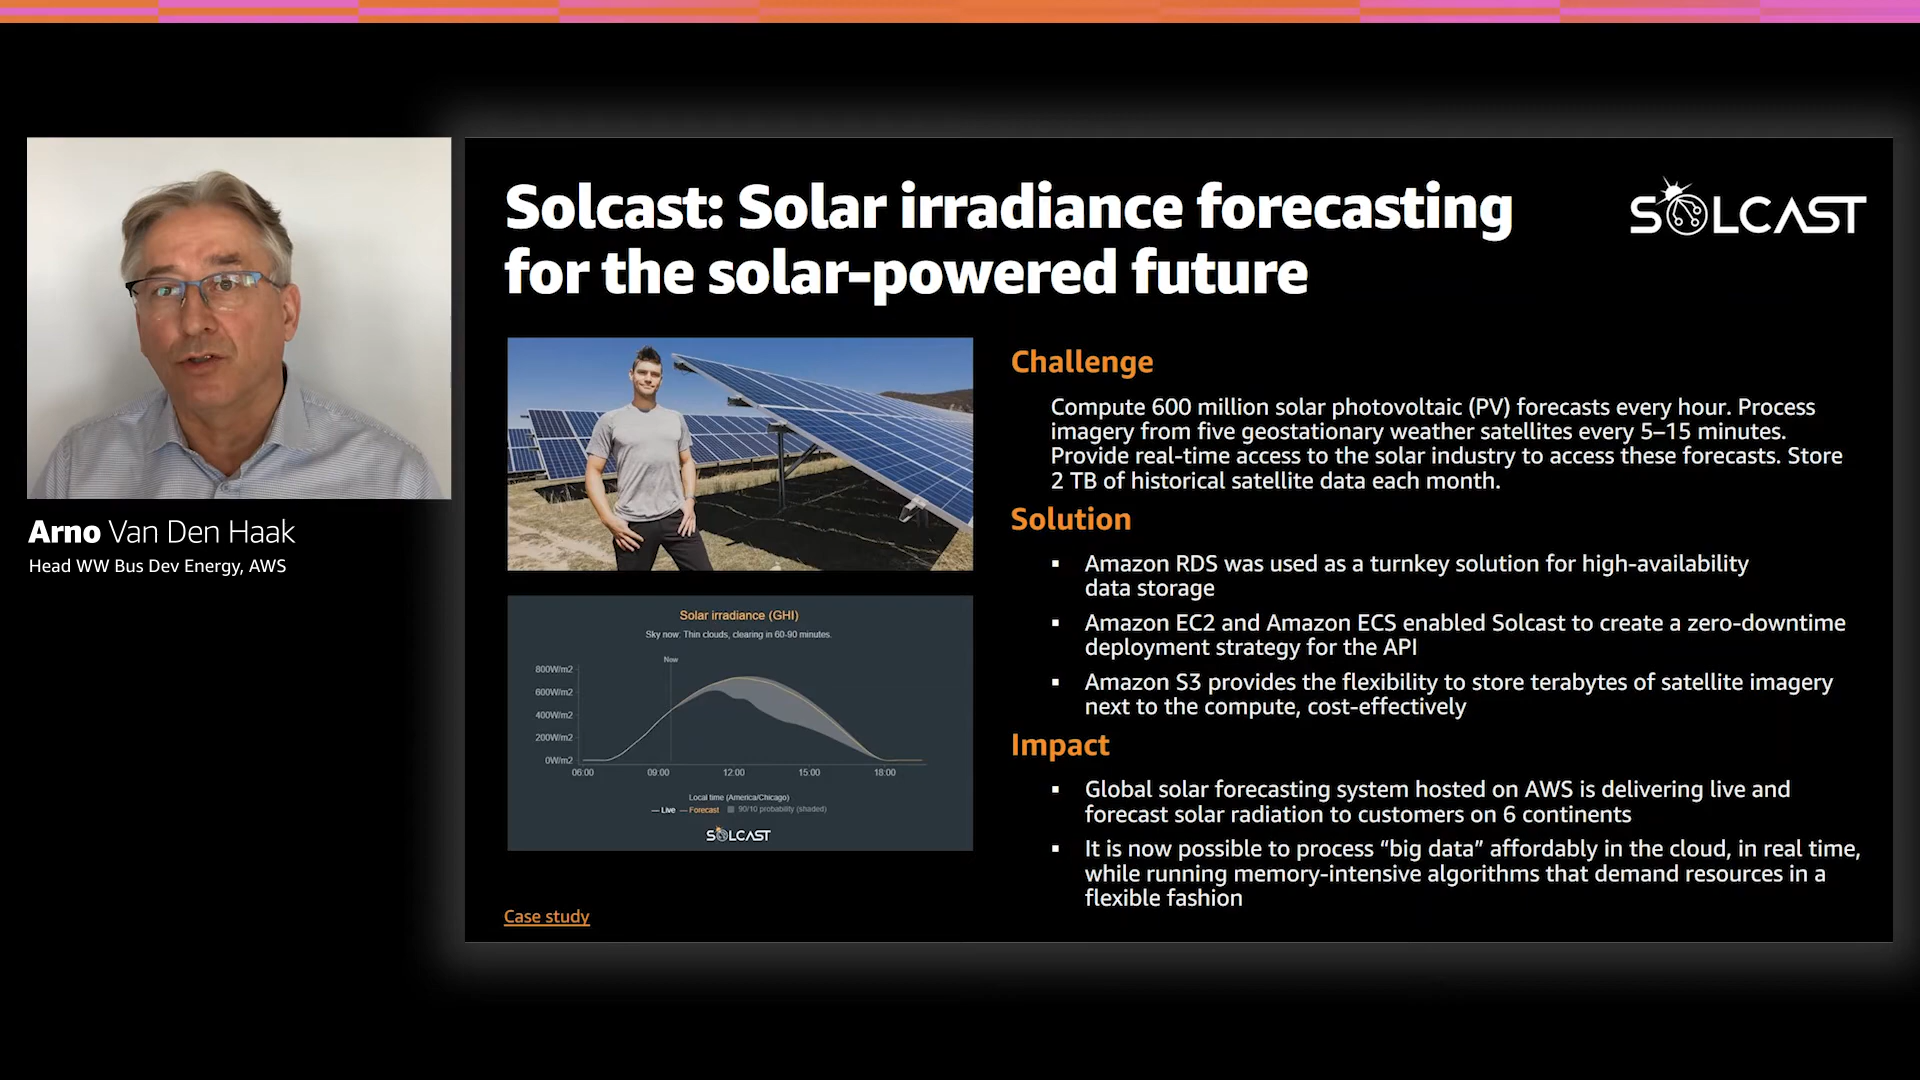 Solcast: Solar irradiance forecasting
for the solar-powered future
SOLCAST
Arno Van Den Haak
Head WW Bus Dev Energy, AWS
Solar irradiance (GHI)
Sky now: Thin clouds, clearing in 60-90 minutes.
Now
800W/m2
600W/m2
400W/m2
200W/m2
0W/m2
06:00 09:00 12:00 15:00 18:00
Local time (America/Chicago)
— Live — Forecast 90/10 probability (shaded)
SOLCAST
Case study
Challenge
Compute 600 million solar photovoltaic (PV) forecasts every hour. Process
imagery from five geostationary weather satellites every 5–15 minutes.
Provide real-time access to the solar industry to access these forecasts. Store
2 TB of historical satellite data each month.
Solution
▪ Amazon RDS was used as a turnkey solution for high-availability
data storage
▪ Amazon EC2 and Amazon ECS enabled Solcast to create a zero-downtime
deployment strategy for the API
▪ Amazon S3 provides the flexibility to store terabytes of satellite imagery
next to the compute, cost-effectively
Impact
▪ Global solar forecasting system hosted on AWS is delivering live and
forecast solar radiation to customers on 6 continents
▪ It is now possible to process “big data” affordably in the cloud, in real time,
while running memory-intensive algorithms that demand resources in a
flexible fashion